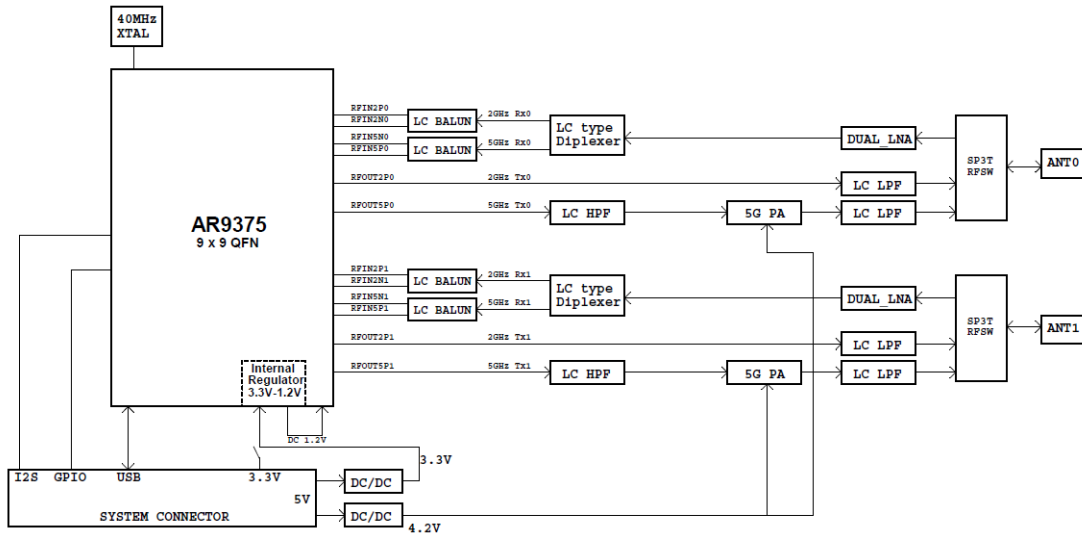 40MHz
XTAL
AR9375
9 x 9 QFN
RFIN2P0
RFIN2N0
RFIN5N0
RFIN5P0
RFOUT2P0
RFOUT5P0
LC BALUN
LC BALUN
2GHz Rx0
5GHz Rx0
2GHz Tx0
5GHz Tx0
LC type
Diplexer
LC HPF
5G PA
DUAL_LNA
LC LPF
LC LPF
SP3T
RFSW
ANT0
RFIN2P1
RFIN2N1
RFIN5N1
RFIN5P1
RFOUT2P1
RFOUT5P1
LC BALUN
LC BALUN
2GHz Rx1
5GHz Rx1
2GHz Tx1
5GHz Tx1
LC type
Diplexer
LC HPF
5G PA
DUAL_LNA
LC LPF
LC LPF
SP3T
RFSW
ANT1
Internal
Regulator
3.3V-1.2V
DC 1.2V
3.3V
I2S GPIO USB 3.3V
5V
SYSTEM CONNECTOR
DC/DC
DC/DC
4.2V